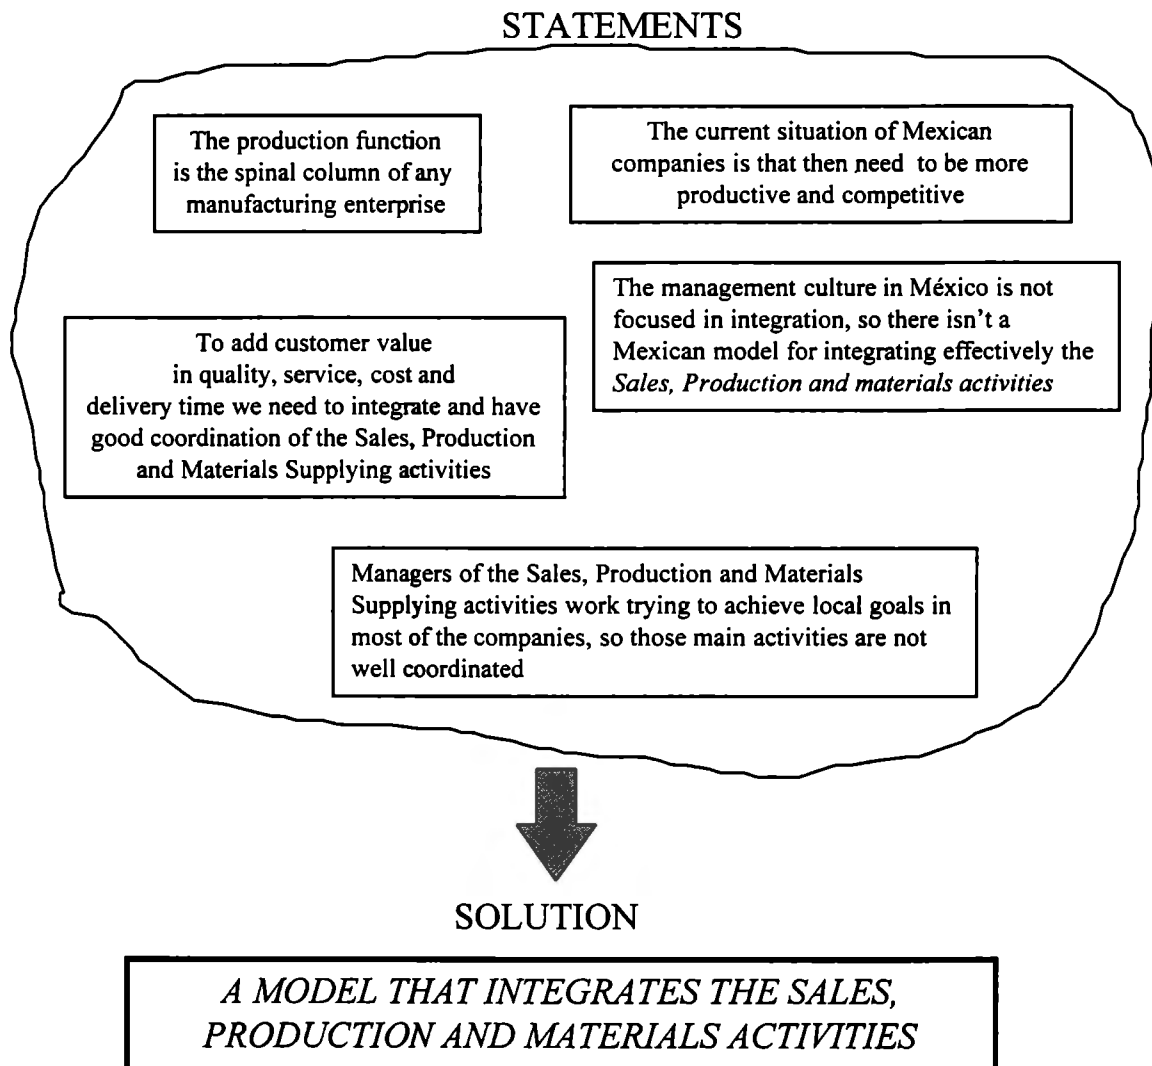 STATEMENTS
The production function
is the spinal column of any
manufacturing enterprise
The current situation of Mexican
companies is that then need to be more
productive and competitive
The management culture in México is not
focused in integration, so there isn't a
Mexican model for integrating effectively the
Sales, Production and materials activities
To add customer value
in quality, service, cost and
delivery time we need to integrate and have
good coordination of the Sales, Production
and Materials Supplying activities
Managers of the Sales, Production and Materials
Supplying activities work trying to achieve local goals in
most of the companies, so those main activities are not
well coordinated
SOLUTION
A MODEL THAT INTEGRATES THE SALES,
PRODUCTION AND MATERIALS ACTIVITIES